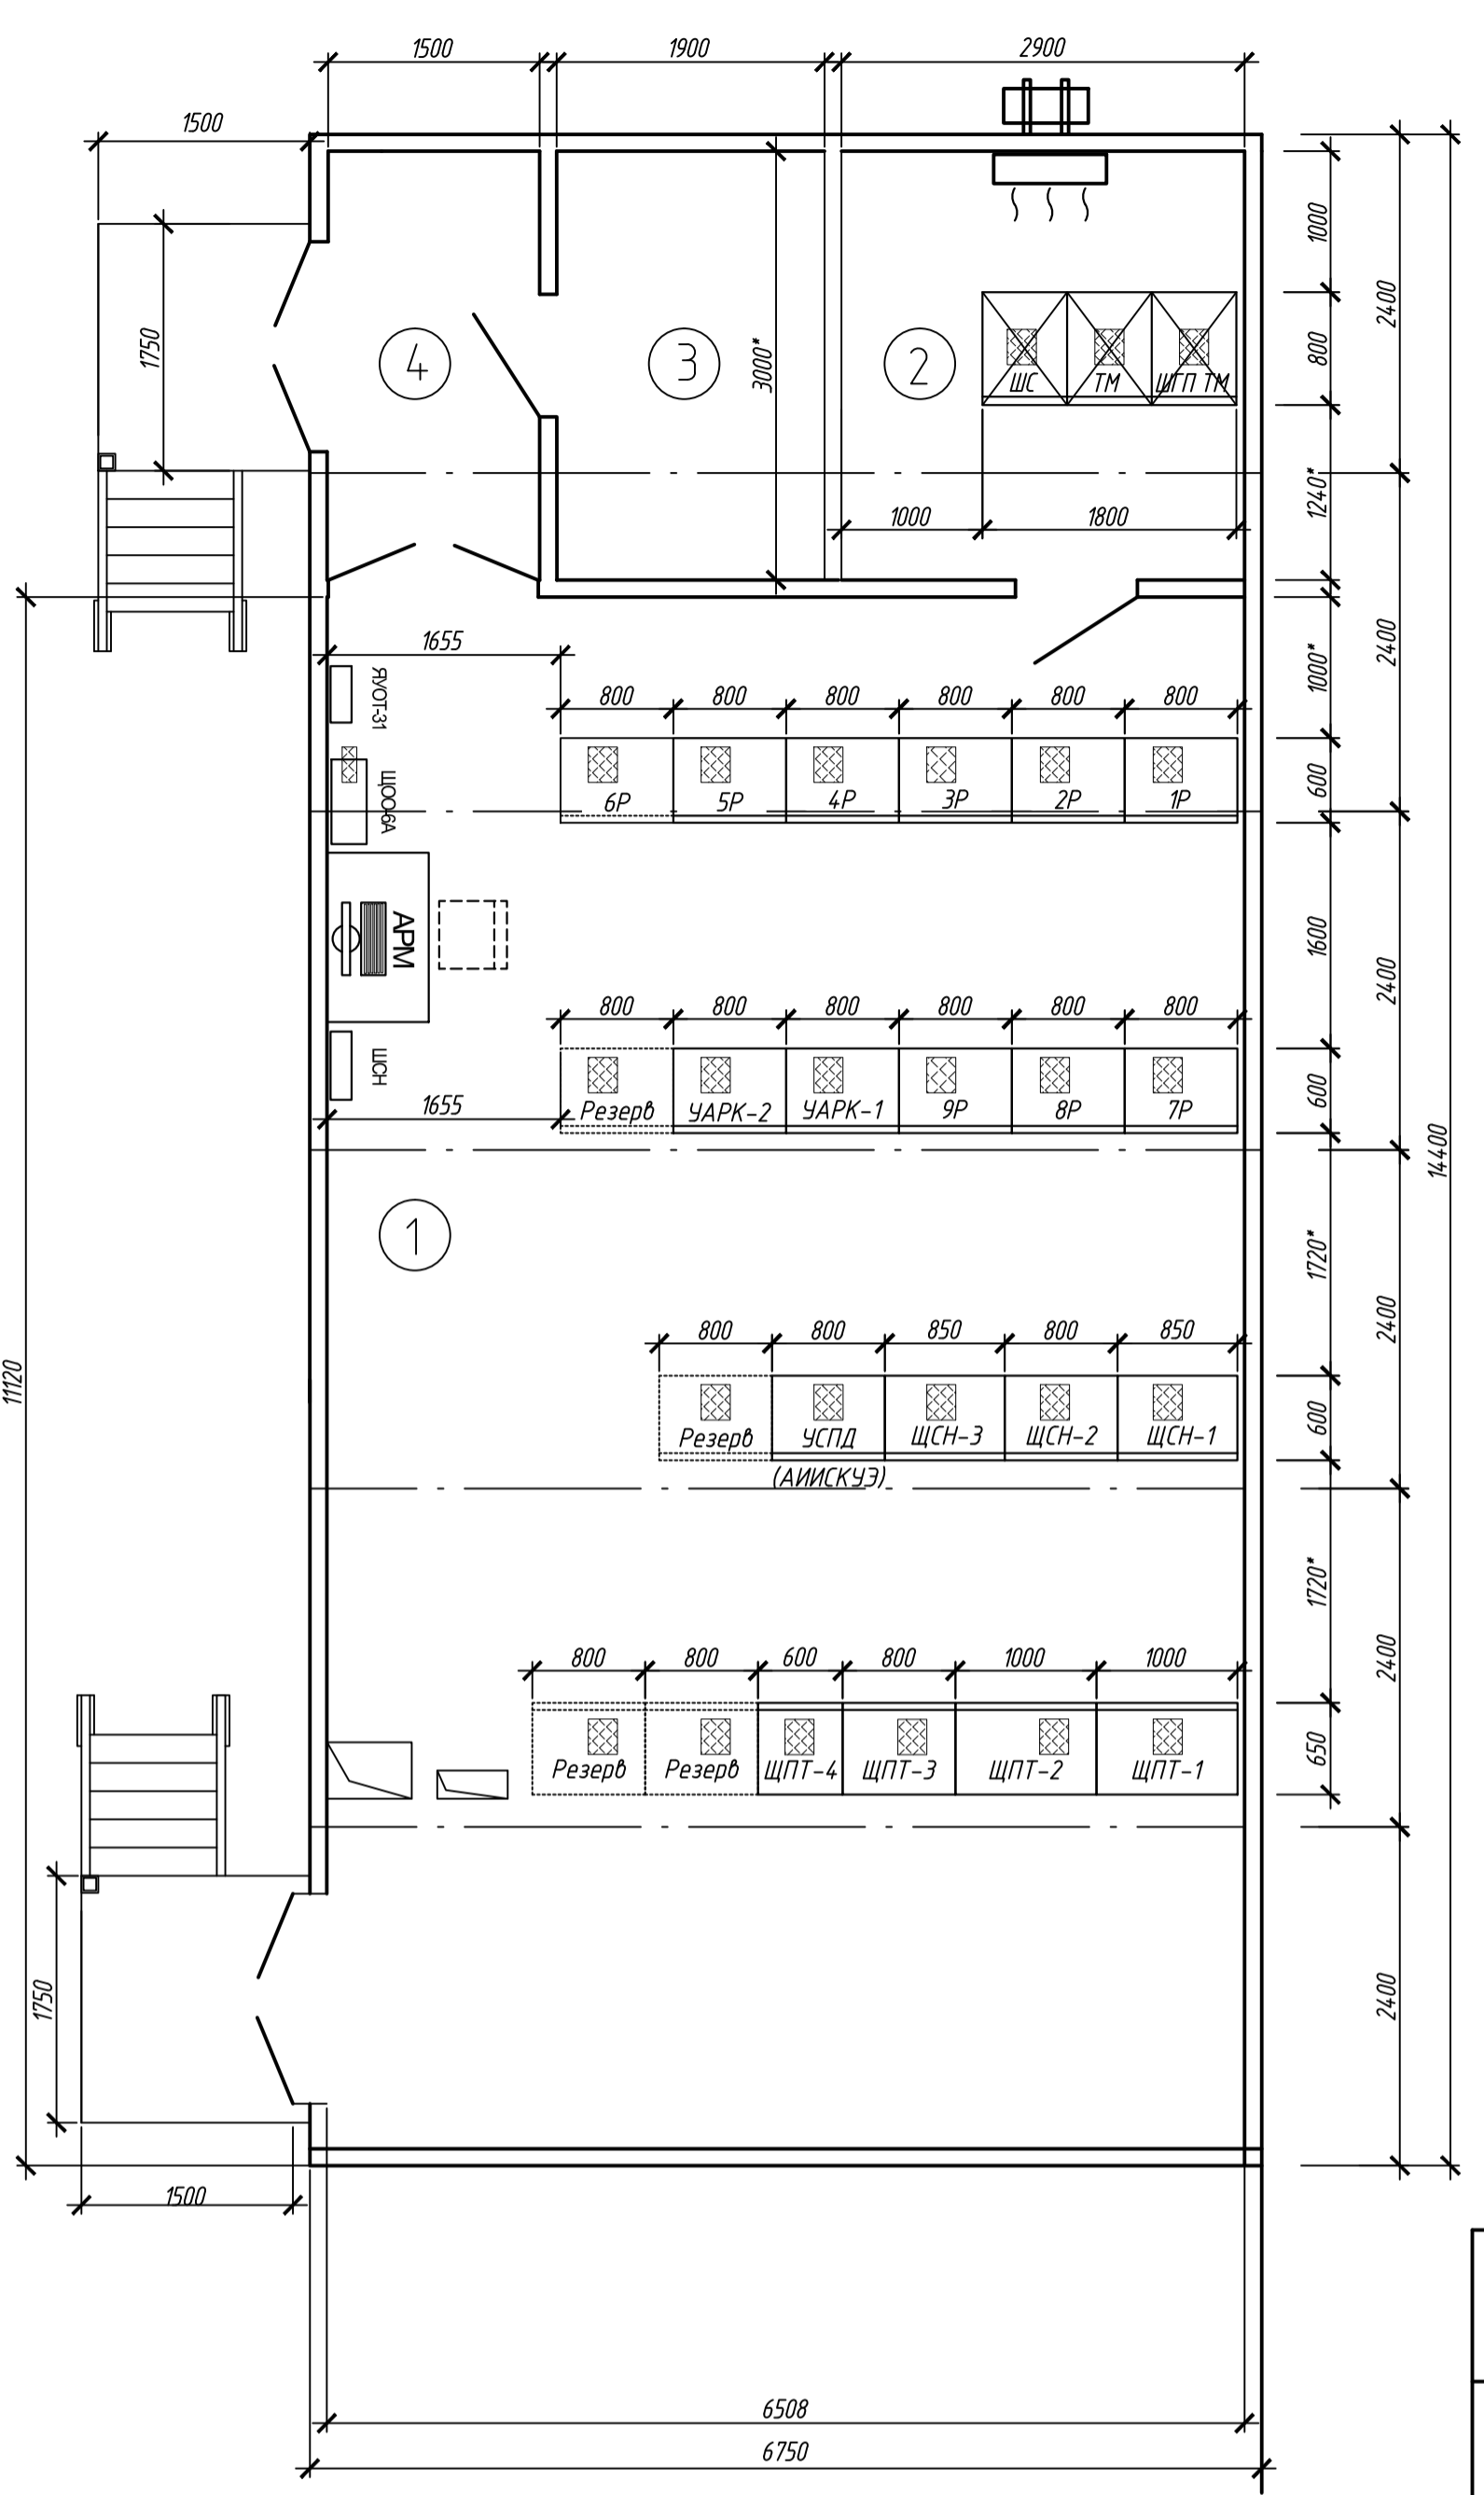 1500 1900 2900
1500
1000
2400
1750
800
4 3 3000* 2
ШС ТМ ШГП ТМ
1240*
1000 1800
2400
1000*
1655
ЯУОТ-31
800 800 800 800 800 800
600
ЩОО-6А
6Р 5Р 4Р 3Р 2Р 1Р
АРМ
1600
2400
800 800 800 800 800 800
ШСН
600
1655
Резерв УАРК-2 УАРК-1 9Р 8Р 7Р
14400
1
1720*
2400
11120
800 800 850 800 850
600
Резерв УСПД ЩСН-3 ЩСН-2 ЩСН-1
(АИИСКУЭ)
1720*
2400
800 800 600 800 1000 1000
650
Резерв Резерв ЩПТ-4 ЩПТ-3 ЩПТ-2 ЩПТ-1
1750
2400
1500
6508
6750